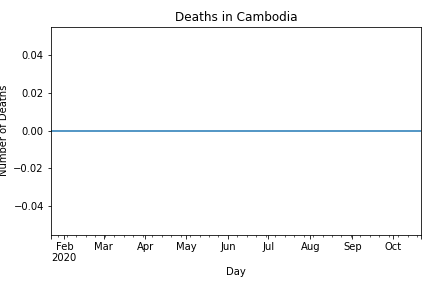 Deaths in Cambodia
0.04
0.02
0.00
−0.02
−0.04
Number of Deaths
Feb Mar Apr May Jun Jul Aug Sep Oct
2020
Day